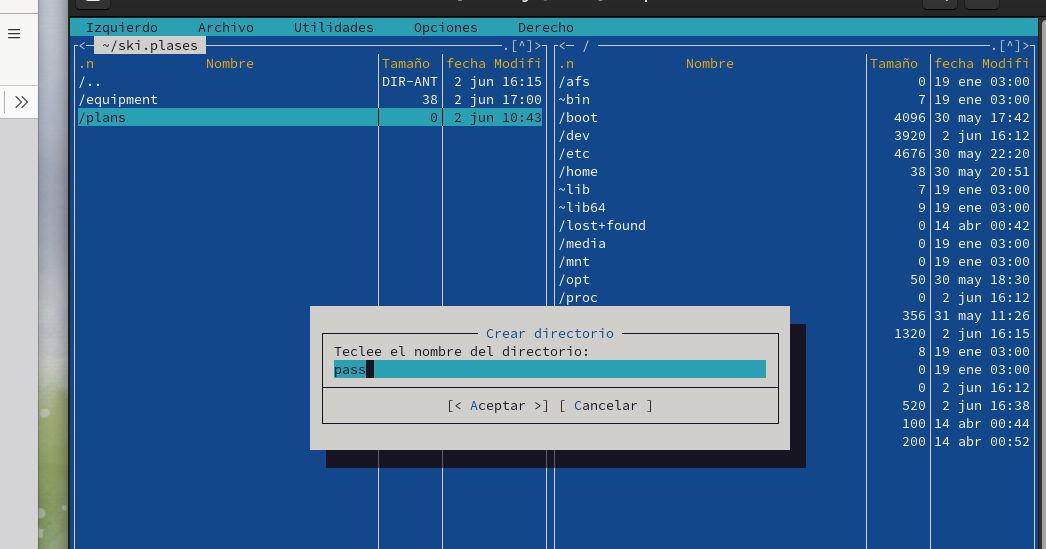 Izquierdo Archivo Utilidades Opciones Derecho
<─ ~/ski.plases .[^]>
.n Nombre Tamaño fecha Modifi
/.. DIR-ANT 2 jun 16:15
/equipment 38 2 jun 17:00
/plans 0 2 jun 10:43
<─ / .[^]>
.n Nombre Tamaño fecha Modifi
/afs 0 19 ene 03:00
~bin 7 19 ene 03:00
/boot 4096 30 may 17:42
/dev 3920 2 jun 16:12
/etc 4676 30 may 22:20
/home 38 30 may 20:51
~lib 7 19 ene 03:00
~lib64 9 19 ene 03:00
/lost+found 0 14 abr 00:42
/media 0 19 ene 03:00
/mnt 0 19 ene 03:00
/opt 50 30 may 18:30
/proc 0 2 jun 16:12
356 31 may 11:26
1320 2 jun 16:15
8 19 ene 03:00
0 19 ene 03:00
0 2 jun 16:12
520 2 jun 16:38
100 14 abr 00:44
200 14 abr 00:52
Crear directorio
Teclee el nombre del directorio:
pass
[< Aceptar >] [ Cancelar ]